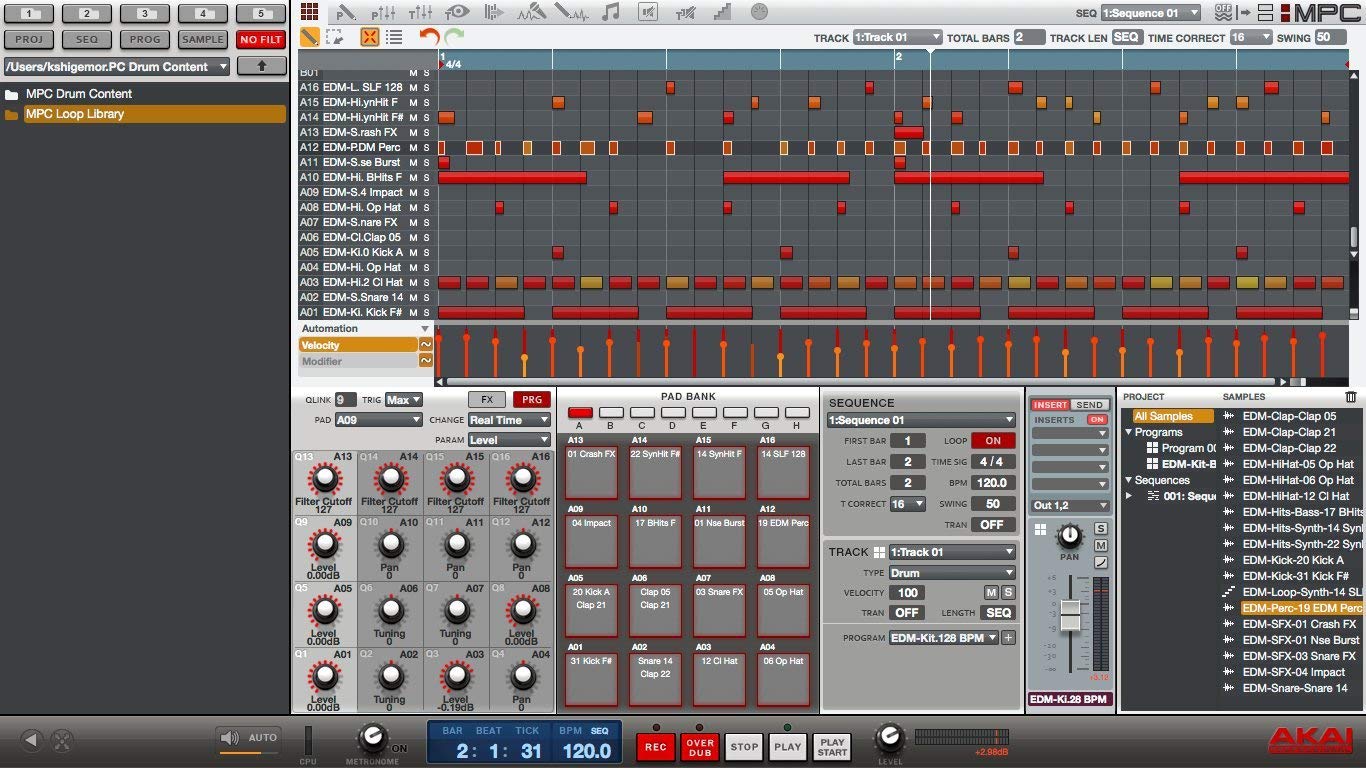 1 2 3 4 5
PROJ SEQ PROG SAMPLE NO FILT
/Users/kshigemor.PC Drum Content
MPC Drum Content
MPC Loop Library
SEQ 1:Sequence 01 OFF MPC
TRACK 1:Track 01 TOTAL BARS 2 TRACK LEN SEQ TIME CORRECT 16 SWING 50
1 2
4/4
B01 M S
A16 EDM-L. SLF 128 M S
A15 EDM-Hi.ynHit F M S
A14 EDM-Hi.ynHit F# M S
A13 EDM-S.rash FX M S
A12 EDM-P.DM Perc M S
A11 EDM-S.se Burst M S
A10 EDM-Hi. BHits F M S
A09 EDM-S.4 Impact M S
A08 EDM-Hi. Op Hat M S
A07 EDM-S.nare FX M S
A06 EDM-Cl.Clap 05 M S
A05 EDM-Ki.0 Kick A M S
A04 EDM-Hi. Op Hat M S
A03 EDM-Hi.2 Cl Hat M S
A02 EDM-S.Snare 14 M S
A01 EDM-Ki. Kick F# M S
Automation
Velocity
Modifier
QLINK 9 TRIG Max FX PRG
PAD A09 CHANGE Real Time
PARAM Level
Q13 A13 Q14 A14 Q15 A15 Q16 A16
Filter Cutoff Filter Cutoff Filter Cutoff Filter Cutoff
127 127 127 127
Q9 A09 Q10 A10 Q11 A11 Q12 A12
Level Pan Pan Pan
0.00dB 0 0 0
Q5 A05 Q6 A06 Q7 A07 Q8 A08
Level Tuning Tuning Level
0.00dB 0 0 0.00dB
Q1 A01 Q2 A02 Q3 A03 Q4 A04
Level Tuning Level Pan
0.00dB 0 -0.19dB 0
PAD BANK
A B C D E F G H
A13 A14 A15 A16
01 Crash FX 22 SynHit F# 14 SynHit F 14 SLF 128
A09 A10 A11 A12
04 Impact 17 BHits F 01 Nse Burst 19 EDM Perc
A05 A06 A07 A08
20 Kick A Clap 05 03 Snare FX 05 Op Hat
Clap 21 Clap 21
A01 A02 A03 A04
31 Kick F# Snare 14 12 Cl Hat 06 Op Hat
Clap 22
SEQUENCE
1:Sequence 01
FIRST BAR 1 LOOP ON
LAST BAR 2 TIME SIG 4 / 4
TOTAL BARS 2 BPM 120.0
T CORRECT 16 SWING 50
TRAN OFF
TRACK 1:Track 01
TYPE Drum
VELOCITY 100 M S
TRAN OFF LENGTH SEQ
PROGRAM EDM-Kit.128 BPM +
INSERT SEND
INSERTS ON
Out 1,2
S
M
PAN
+3.12
EDM-Ki.28 BPM
PROJECT
All Samples
Programs
Program 00
EDM-Kit-B
Sequences
001: Seque
SAMPLES
EDM-Clap-Clap 05
EDM-Clap-Clap 21
EDM-Clap-Clap 22
EDM-HiHat-05 Op Hat
EDM-HiHat-06 Op Hat
EDM-HiHat-12 Cl Hat
EDM-Hits-Bass-17 BHits
EDM-Hits-Synth-14 Syn
EDM-Hits-Synth-22 Syn
EDM-Kick-20 Kick A
EDM-Kick-31 Kick F#
EDM-Loop-Synth-14 SL
EDM-Perc-19 EDM Perc
EDM-SFX-01 Crash FX
EDM-SFX-01 Nse Burst
EDM-SFX-03 Snare FX
EDM-SFX-04 Impact
EDM-Snare-Snare 14
AUTO
CPU
ON
METRONOME
BAR BEAT TICK BPM SEQ
2: 1: 31 120.0
REC OVER DUB STOP PLAY PLAY START
LEVEL
+2.98dB
AKAI
PROFESSIONAL